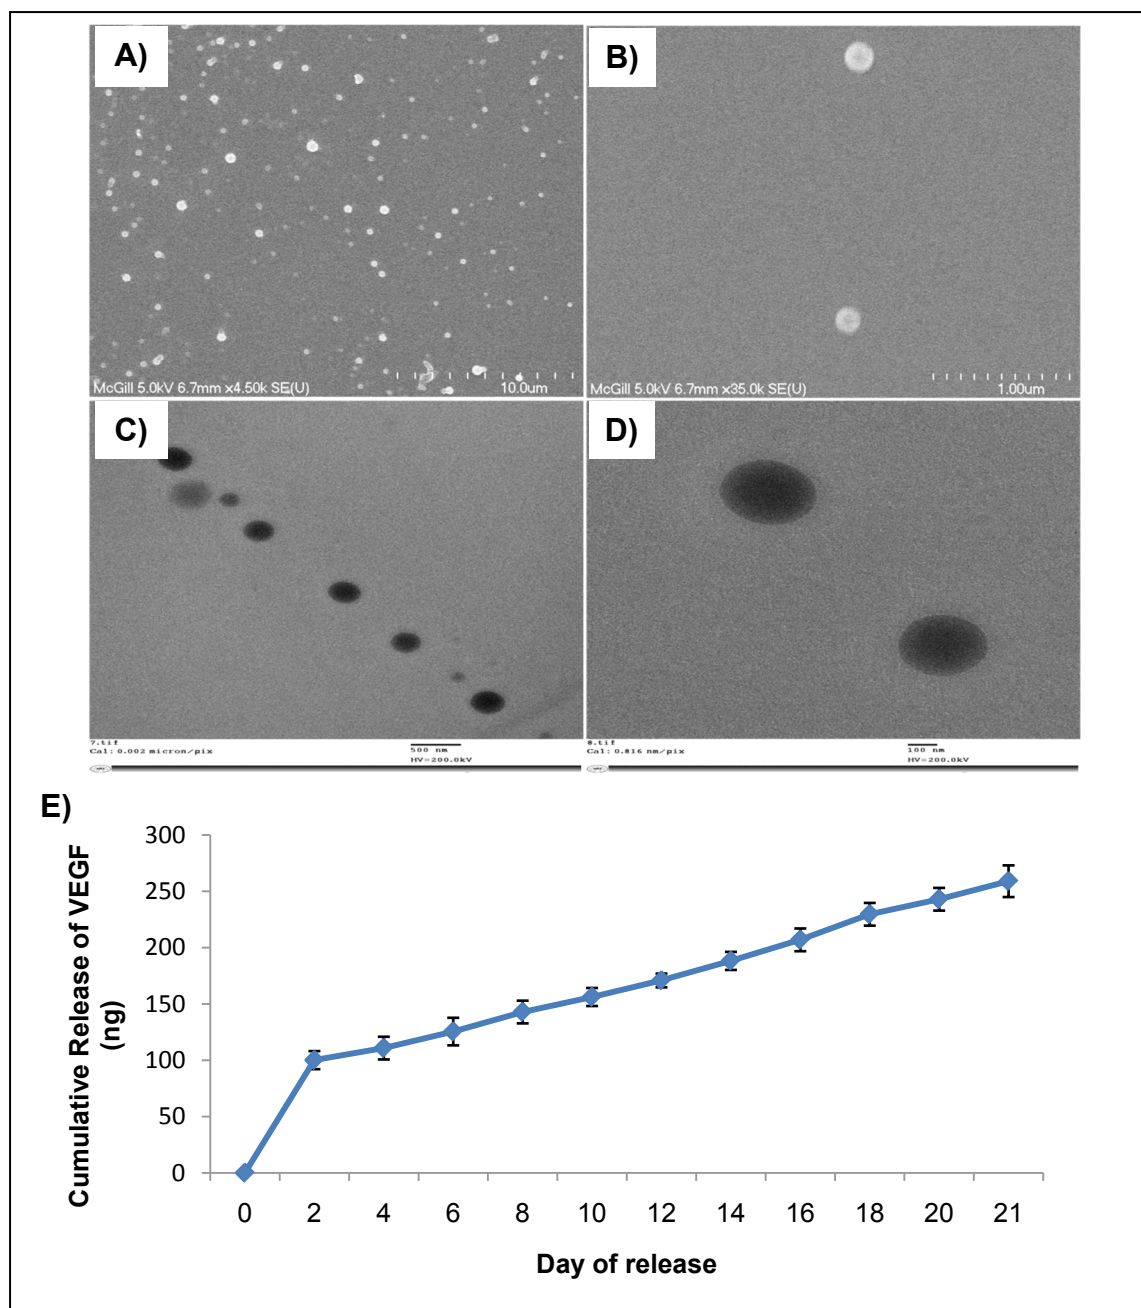 A)
B)
McGill 5.0kV 6.7mm x4.50k SE(U)
10.0um
McGill 5.0kV 6.7mm x35.0k SE(U)
1.00um
C)
D)
7.tif
Cal: 0.002 micron/pix
500 nm
HV=200.0kV
8.tif
Cal: 0.816 nm/pix
100 nm
HV=200.0kV
E)
Cumulative Release of VEGF
(ng)
300
250
200
150
100
50
0
0 2 4 6 8 10 12 14 16 18 20 21
Day of release